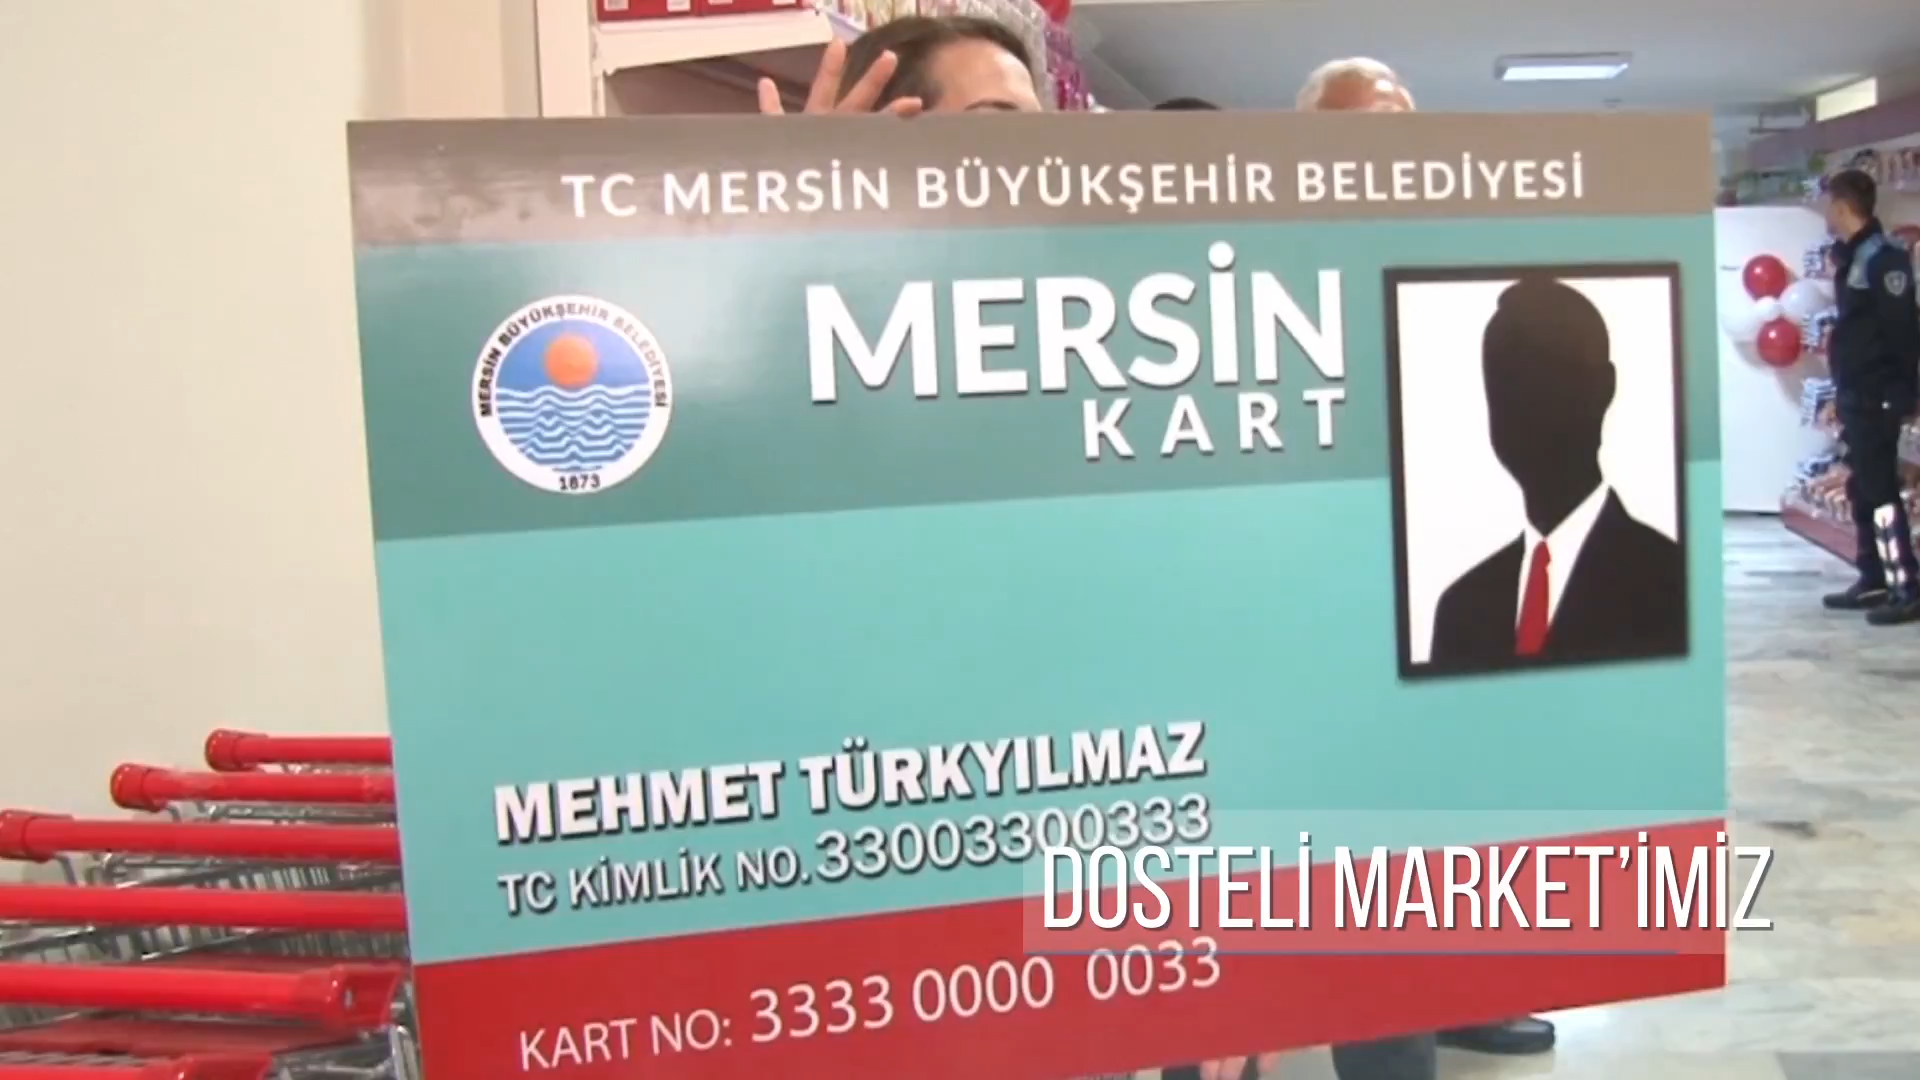 TC MERSİN BÜYÜKŞEHİR BELEDİYESİ
MERSİN BÜYÜKŞEHİR BELEDİYESİ
1873
MERSİN
KART
MEHMET TÜRKYILMAZ
TC KİMLİK NO. 33003300333
DOSTELİ MARKET'İMİZ
KART NO: 3333 0000 0033